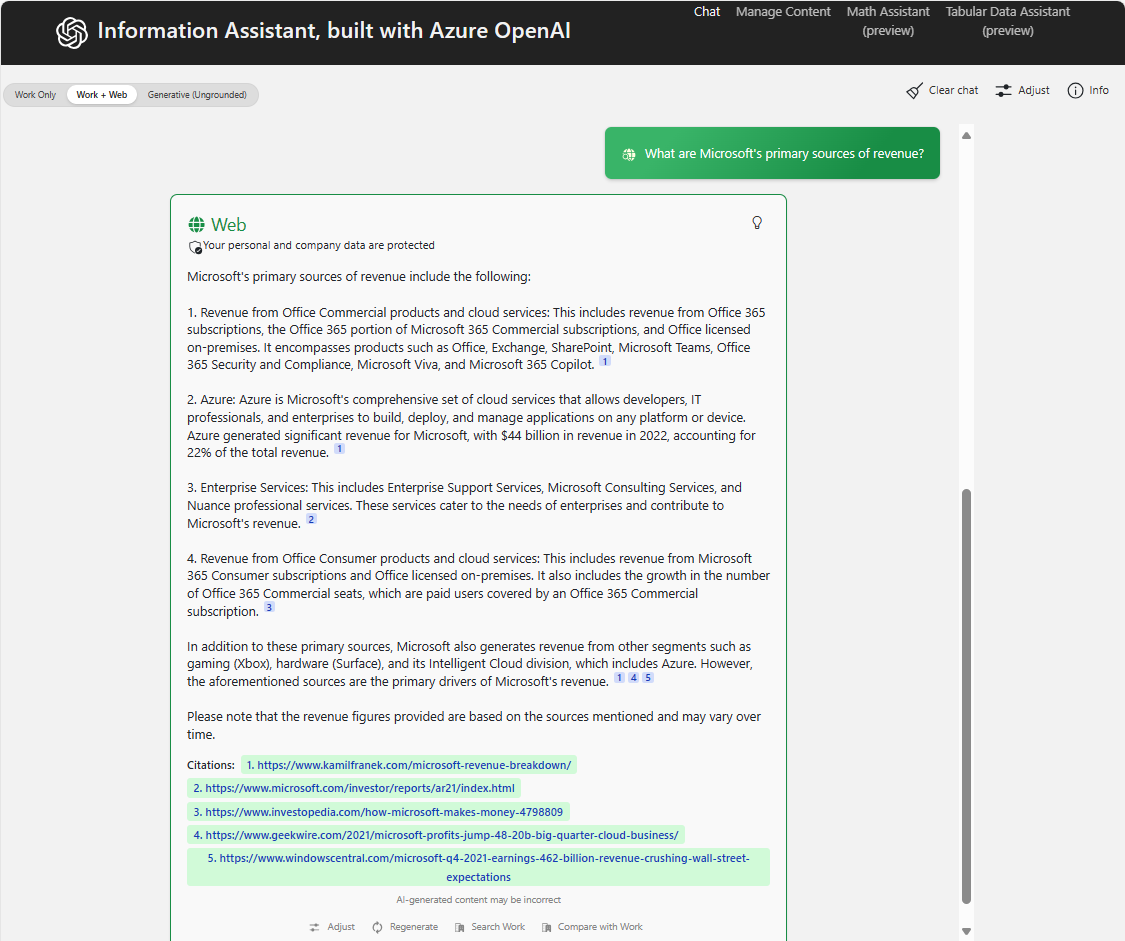 Information Assistant, built with Azure OpenAI
Chat
Manage Content
Math Assistant
(preview)
Tabular Data Assistant
(preview)
Work Only
Work + Web
Generative (Ungrounded)
Clear chat
Adjust
Info
What are Microsoft's primary sources of revenue?
Web
Your personal and company data are protected
Microsoft's primary sources of revenue include the following:
1. Revenue from Office Commercial products and cloud services: This includes revenue from Office 365
subscriptions, the Office 365 portion of Microsoft 365 Commercial subscriptions, and Office licensed
on-premises. It encompasses products such as Office, Exchange, SharePoint, Microsoft Teams, Office
365 Security and Compliance, Microsoft Viva, and Microsoft 365 Copilot. 1
2. Azure: Azure is Microsoft's comprehensive set of cloud services that allows developers, IT
professionals, and enterprises to build, deploy, and manage applications on any platform or device.
Azure generated significant revenue for Microsoft, with $44 billion in revenue in 2022, accounting for
22% of the total revenue. 1
3. Enterprise Services: This includes Enterprise Support Services, Microsoft Consulting Services, and
Nuance professional services. These services cater to the needs of enterprises and contribute to
Microsoft's revenue. 2
4. Revenue from Office Consumer products and cloud services: This includes revenue from Microsoft
365 Consumer subscriptions and Office licensed on-premises. It also includes the growth in the number
of Office 365 Commercial seats, which are paid users covered by an Office 365 Commercial
subscription. 3
In addition to these primary sources, Microsoft also generates revenue from other segments such as
gaming (Xbox), hardware (Surface), and its Intelligent Cloud division, which includes Azure. However,
the aforementioned sources are the primary drivers of Microsoft's revenue. 1 4 5
Please note that the revenue figures provided are based on the sources mentioned and may vary over
time.
Citations: 1. https://www.kamilfranek.com/microsoft-revenue-breakdown/
2. https://www.microsoft.com/investor/reports/ar21/index.html
3. https://www.investopedia.com/how-microsoft-makes-money-4798809
4. https://www.geekwire.com/2021/microsoft-profits-jump-48-20b-big-quarter-cloud-business/
5. https://www.windowscentral.com/microsoft-q4-2021-earnings-462-billion-revenue-crushing-wall-street-
expectations
AI-generated content may be incorrect
Adjust
Regenerate
Search Work
Compare with Work